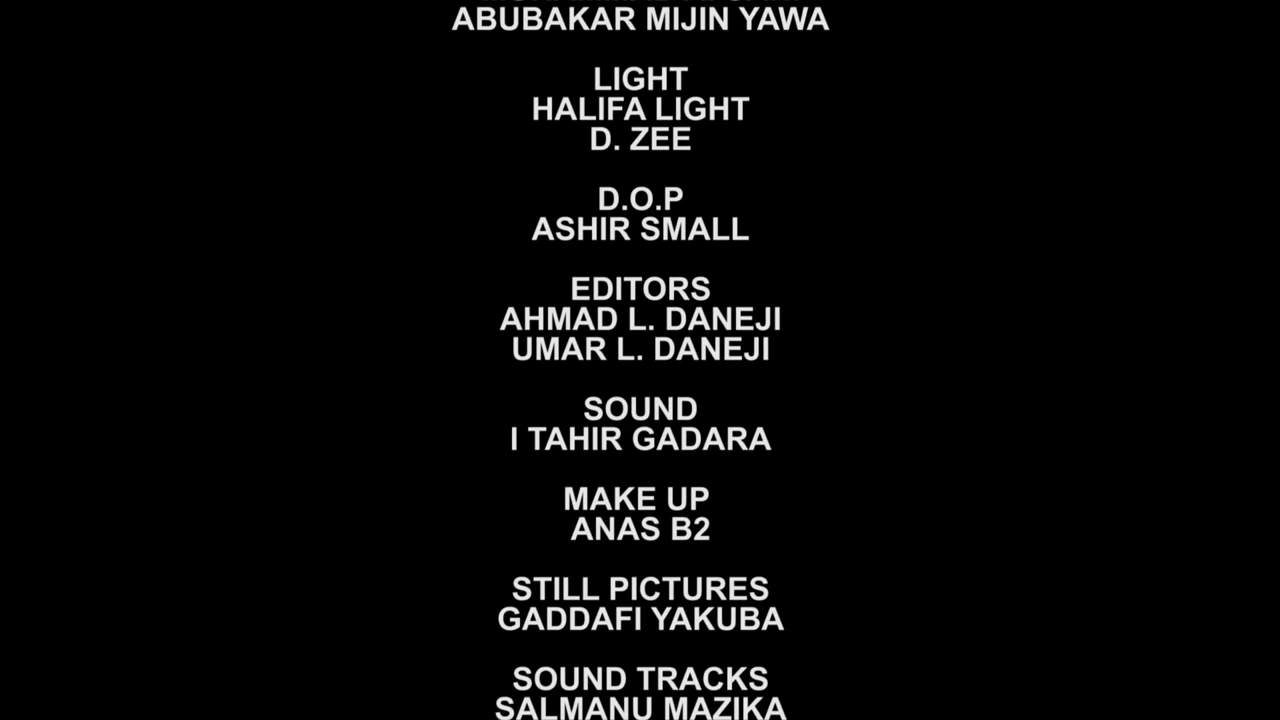 ABUBAKAR MIJIN YAWA
LIGHT
HALIFA LIGHT
D. ZEE
D.O.P
ASHIR SMALL
EDITORS
AHMAD L. DANEJI
UMAR L. DANEJI
SOUND
I TAHIR GADARA
MAKE UP
ANAS B2
STILL PICTURES
GADDAFI YAKUBA
SOUND TRACKS
SALMANU MAZIKA